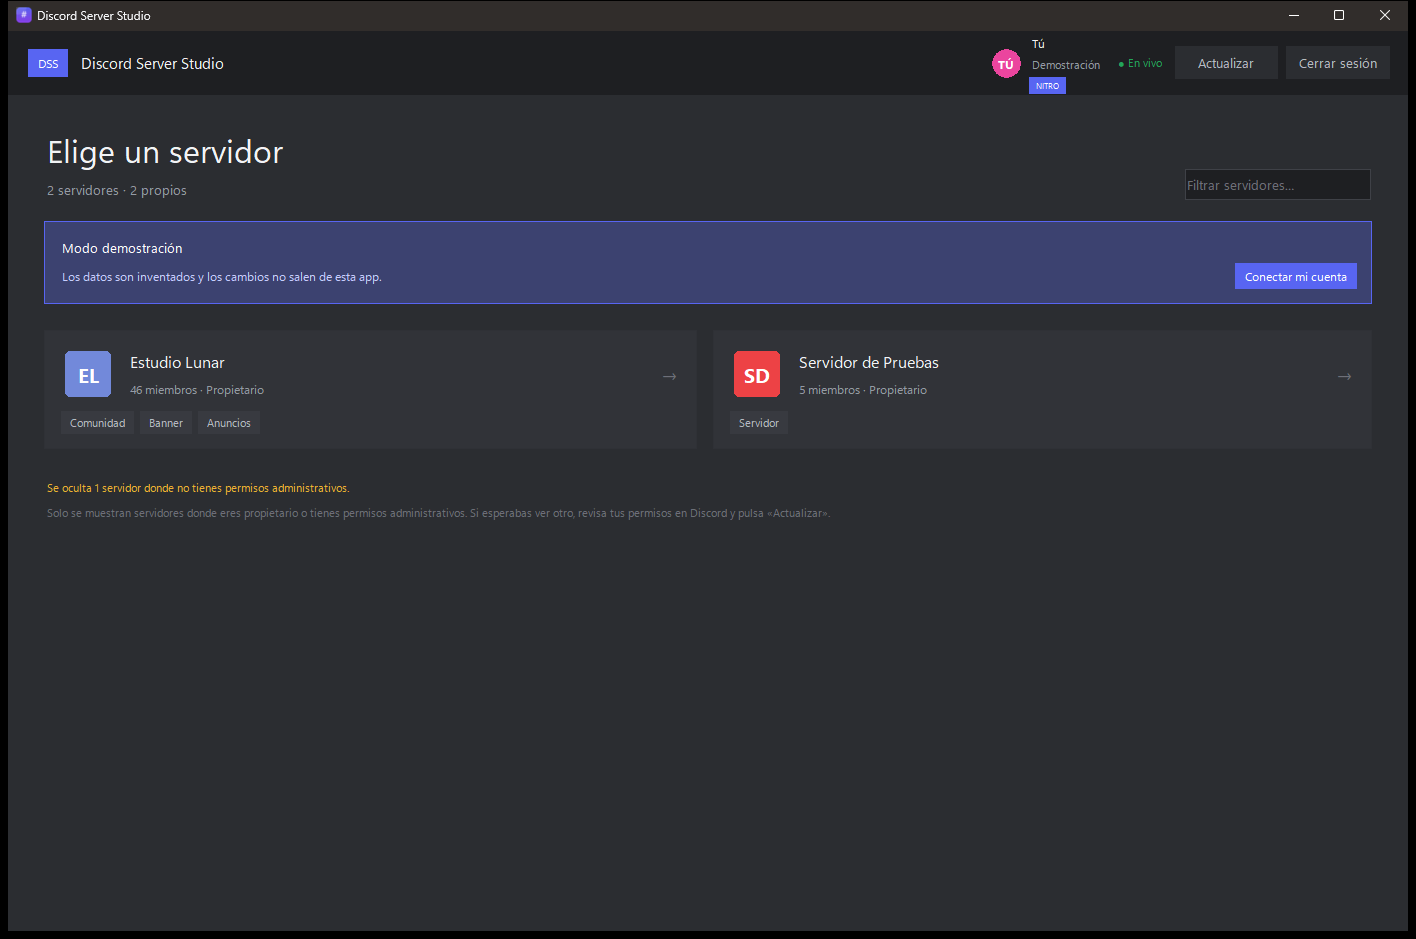 # Discord Server Studio
DSS Discord Server Studio
TÚ
Tú
Demostración
NITRO
● En vivo
Actualizar
Cerrar sesión
Elige un servidor
2 servidores · 2 propios
Filtrar servidores...
Modo demostración
Los datos son inventados y los cambios no salen de esta app.
Conectar mi cuenta
EL
Estudio Lunar
46 miembros · Propietario
→
Comunidad Banner Anuncios
SD
Servidor de Pruebas
5 miembros · Propietario
→
Servidor
Se oculta 1 servidor donde no tienes permisos administrativos.
Solo se muestran servidores donde eres propietario o tienes permisos administrativos. Si esperabas ver otro, revisa tus permisos en Discord y pulsa «Actualizar».